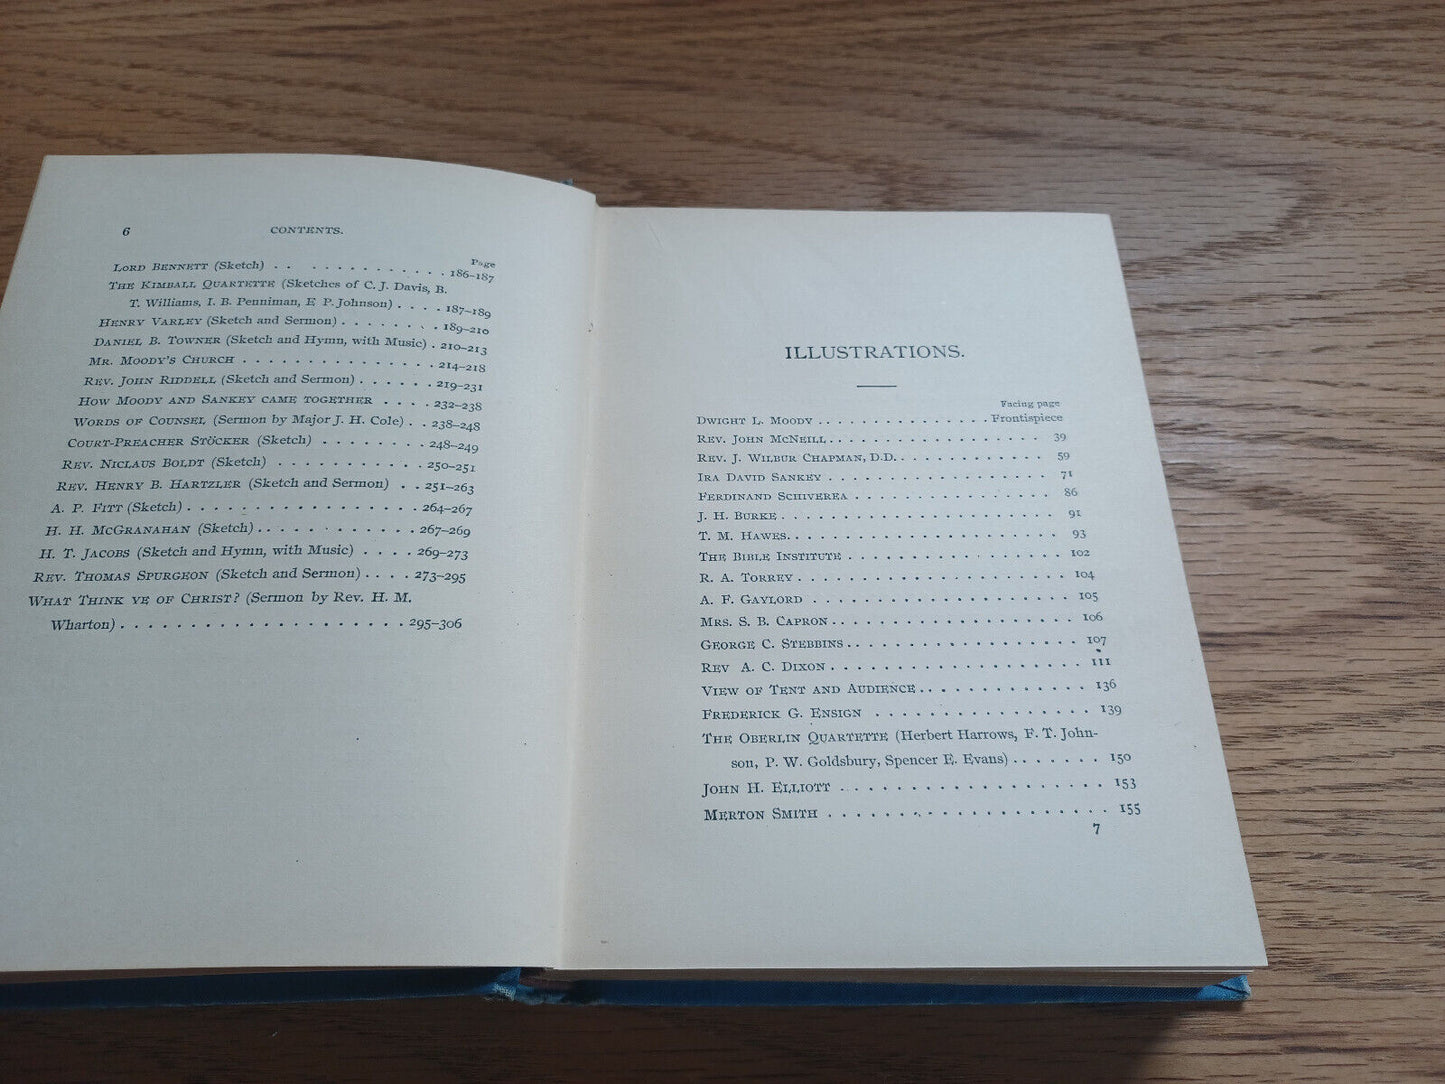 6 CONTENTS.
Page
Lord Bennett (Sketch) . . . . . . . . . . . . . . 186–187
The Kimball Quartette (Sketches of C. J. Davis, B.
T. Williams, I. B. Penniman, E P. Johnson) . . . . 187–189
Henry Varley (Sketch and Sermon) . . . . . . . 189–210
Daniel B. Towner (Sketch and Hymn, with Music) . 210–213
Mr. Moody's Church . . . . . . . . . . . . . . . 214–218
Rev. John Riddell (Sketch and Sermon) . . . . . . 219–231
How Moody and Sankey came together . . . . 232–238
Words of Counsel (Sermon by Major J. H. Cole) . . 238–248
Court-Preacher Stöcker (Sketch) . . . . . . . . 248–249
Rev. Niclaus Boldt (Sketch) . . . . . . . . . . . 250–251
Rev. Henry B. Hartzler (Sketch and Sermon) . . 251–263
A. P. Fitt (Sketch) . . . . . . . . . . . . . . . . . 264–267
H. H. McGranahan (Sketch) . . . . . . . . . . . . 267–269
H. T. Jacobs (Sketch and Hymn, with Music) . . . . 269–273
Rev. Thomas Spurgeon (Sketch and Sermon) . . . . 273–295
What Think ye of Christ? (Sermon by Rev. H. M.
Wharton) . . . . . . . . . . . . . . . . . . . . . 295–306
ILLUSTRATIONS.
Facing page
Dwight L. Moody . . . . . . . . . . . . . . . Frontispiece
Rev. John McNeill . . . . . . . . . . . . . . . . . . 39
Rev. J. Wilbur Chapman, D.D. . . . . . . . . . . . . 59
Ira David Sankey . . . . . . . . . . . . . . . . . . 71
Ferdinand Schiverea . . . . . . . . . . . . . . . . 86
J. H. Burke . . . . . . . . . . . . . . . . . . . . 91
T. M. Hawes. . . . . . . . . . . . . . . . . . . . 93
The Bible Institute . . . . . . . . . . . . . . . . 102
R. A. Torrey . . . . . . . . . . . . . . . . . . . 104
A. F. Gaylord . . . . . . . . . . . . . . . . . . 105
Mrs. S. B. Capron . . . . . . . . . . . . . . . . . 106
George C. Stebbins . . . . . . . . . . . . . . . . 107
Rev A. C. Dixon . . . . . . . . . . . . . . . . . 111
View of Tent and Audience . . . . . . . . . . . . 136
Frederick G. Ensign . . . . . . . . . . . . . . . 139
The Oberlin Quartette (Herbert Harrows, F. T. John-
son, P. W. Goldsbury, Spencer E. Evans) . . . . . . . 150
John H. Elliott . . . . . . . . . . . . . . . . . 153
Merton Smith . . . . . . . . . . . . . . . . . . . 155
7